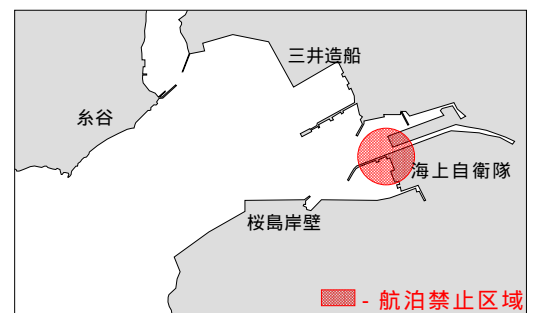 三井造船
糸谷
海上自衛隊
桜島岸壁
- 航泊禁止区域